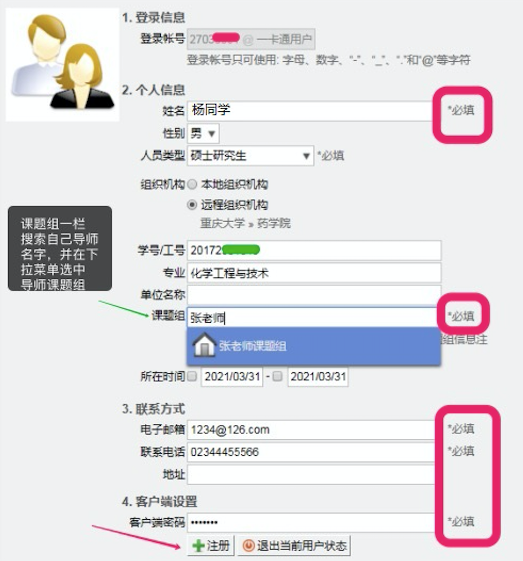 1. 登录信息
登录帐号 2703 @ 一卡通用户
登录帐号只可使用: 字母、数字、“-”、“_”、“.”和“@”等字符
2. 个人信息
姓名 杨同学 *必填
性别 男
人员类型 硕士研究生 *必填
组织机构 本地组织机构
远程组织机构
重庆大学 » 药学院
课题组一栏
搜索自己导师
名字，并在下
拉菜单选中
导师课题组
学号/工号 20172
专业 化学工程与技术
单位名称
课题组 张老师 *必填
张老师课题组
组信息注
所在时间 2021/03/31 - 2021/03/31
3. 联系方式
电子邮箱 1234@126.com *必填
联系电话 02344455566 *必填
地址
4. 客户端设置
客户端密码 ••••••• *必填
注册 退出当前用户状态